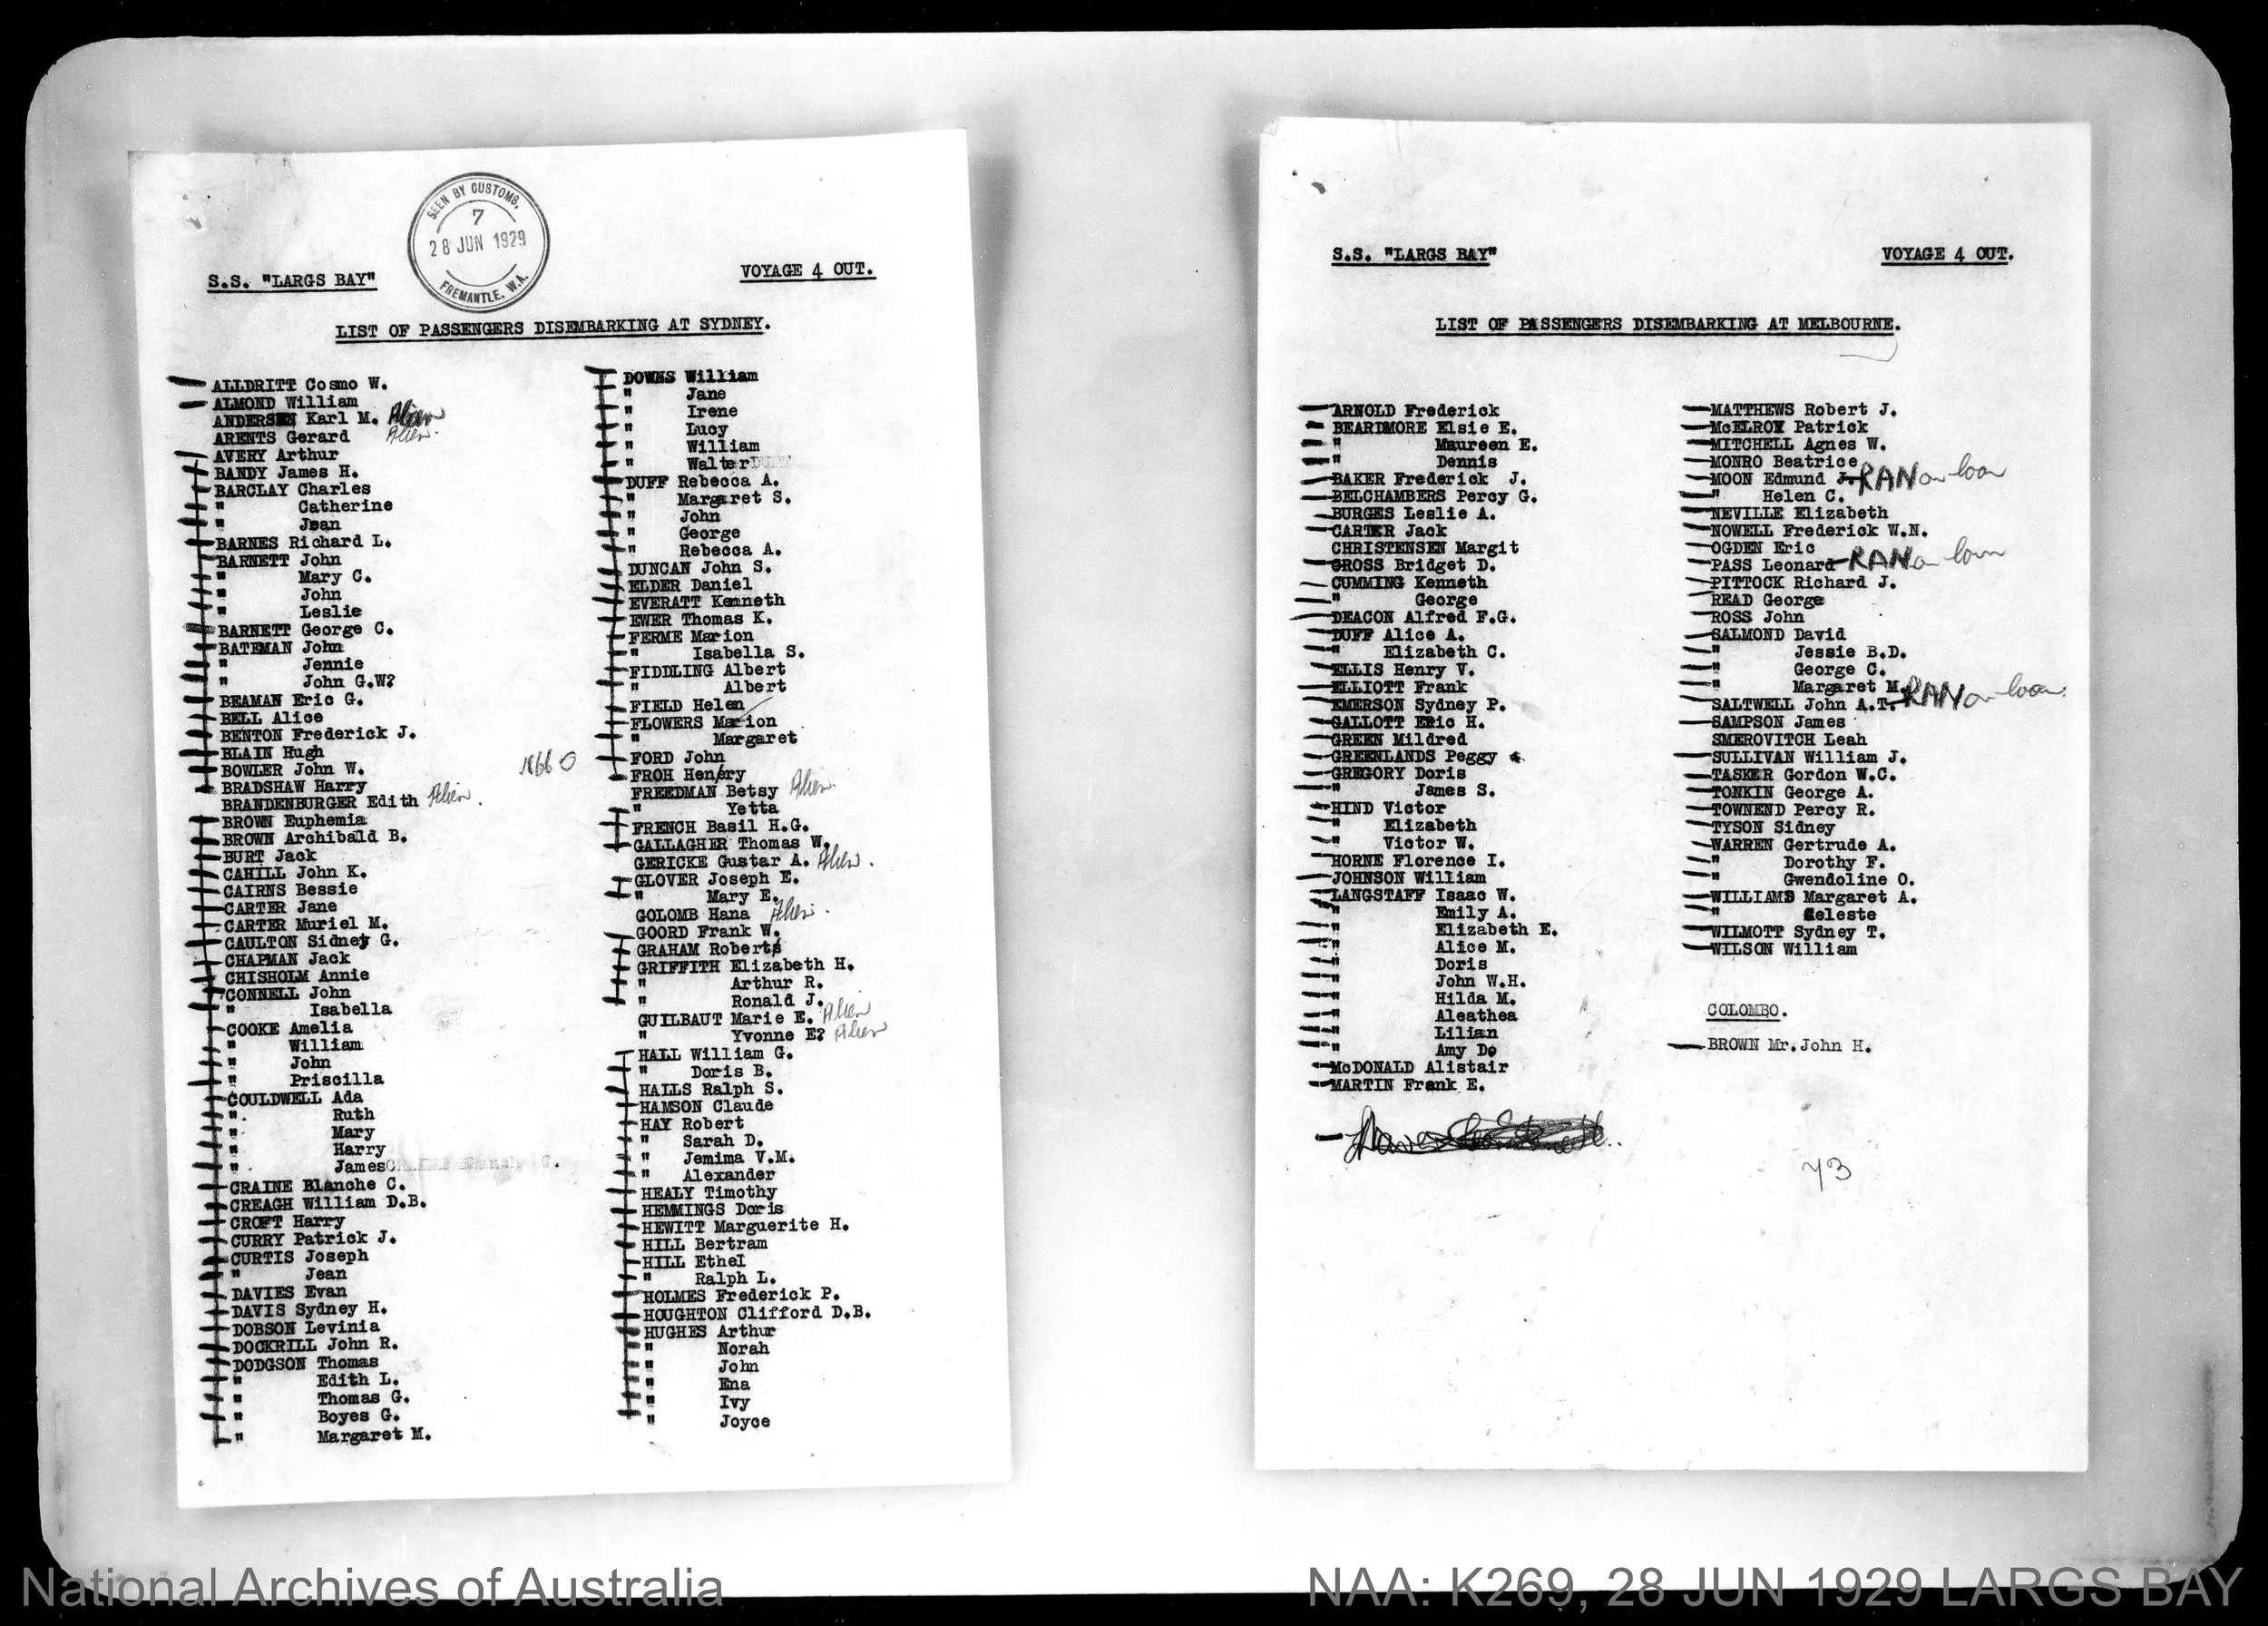 SEEN BY CUSTOMS,
7
28 JUN 1929
FREMANTLE. W.A.
S.S. "LARGS BAY"
VOYAGE 4 OUT.
LIST OF PASSENGERS DISEMBARKING AT SYDNEY.
ALLDRITT Cosmo W.
ALMOND William
ANDERSEN Karl M. Alien
ARENTS Gerard Alien.
AVERY Arthur
BANDY James H.
BARCLAY Charles
" Catherine
" Jean
BARNES Richard L.
BARNETT John
" Mary C.
" John
" Leslie
BARNETT George C.
BATEMAN John
" Jennie
" John G.W?
BEAMAN Eric G.
BELL Alice
BENTON Frederick J.
BLAIN Hugh
BOWLER John W.
BRADSHAW Harry
BRANDENBURGER Edith Alien.
BROWN Euphemia
BROWN Archibald B.
BURT Jack
CAHILL John K.
CAIRNS Bessie
CARTER Jane
CARTER Muriel M.
CAULTON Sidney G.
CHAPMAN Jack
CHISHOLM Annie
CONNELL John
" Isabella
COOKE Amelia
" William
" John
" Priscilla
COULDWELL Ada
" Ruth
" Mary
" Harry
" James
CRAINE Blanche C.
CREAGH William D.B.
CROFT Harry
CURRY Patrick J.
CURTIS Joseph
" Jean
DAVIES Evan
DAVIS Sydney H.
DOBSON Levinia
DOCKRILL John R.
DODGSON Thomas
" Edith L.
" Thomas G.
" Boyes G.
" Margaret M.
DOWNS William
" Jane
" Irene
" Lucy
" William
" Walter
DUFF Rebecca A.
" Margaret S.
" John
" George
" Rebecca A.
DUNCAN John S.
ELDER Daniel
EVERATT Kenneth
EWER Thomas K.
FERME Marion
" Isabella S.
FIDDLING Albert
" Albert
FIELD Helen
FLOWERS Marion
" Margaret
FORD John
FROH Henry
FREEDMAN Betsy Alien.
" Yetta
FRENCH Basil H.G.
GALLAGHER Thomas W.
GERICKE Gustar A. Alien.
GLOVER Joseph E.
" Mary E.
GOLOMB Hana Alien.
GOORD Frank W.
GRAHAM Robert
GRIFFITH Elizabeth H.
" Arthur R.
" Ronald J.
GUILBAUT Marie E. Alien
" Yvonne E? Alien
HALL William G.
" Doris B.
HALLS Ralph S.
HAMSON Claude
HAY Robert
" Sarah D.
" Jemima V.M.
" Alexander
HEALY Timothy
HEMMINGS Doris
HEWITT Marguerite H.
HILL Bertram
HILL Ethel
" Ralph L.
HOLMES Frederick P.
HOUGHTON Clifford D.B.
HUGHES Arthur
" Norah
" John
" Ena
" Ivy
" Joyce
S.S. "LARGS BAY"
VOYAGE 4 OUT.
LIST OF PASSENGERS DISEMBARKING AT MELBOURNE.
ARNOLD Frederick
BEARDMORE Elsie E.
" Maureen E.
" Dennis
BAKER Frederick J.
BELCHAMBERS Percy G.
BURGES Leslie A.
CARTER Jack
CHRISTENSEN Margit
CROSS Bridget D.
CUMMING Kenneth
" George
DEACON Alfred F.G.
DUFF Alice A.
" Elizabeth C.
ELLIS Henry V.
ELLIOTT Frank
EMERSON Sydney P.
GALLOTT Eric H.
GREEN Mildred
GREENLANDS Peggy
GREGORY Doris
" James S.
HIND Victor
" Elizabeth
" Victor W.
HORNE Florence I.
JOHNSON William
LANGSTAFF Isaac W.
" Emily A.
" Elizabeth E.
" Alice M.
" Doris
" John W.H.
" Hilda M.
" Aleathea
" Lilian
" Amy D.
McDONALD Alistair
MARTIN Frank E.
MATTHEWS Robert J.
McELROY Patrick
MITCHELL Agnes W.
MONRO Beatrice
MOON Edmund J. RAN on loan
" Helen C.
NEVILLE Elizabeth
NOWELL Frederick W.N.
OGDEN Eric
PASS Leonard RAN on loan
PITTOCK Richard J.
READ George
ROSS John
SALMOND David
" Jessie B.D.
" George C.
" Margaret M.
SALTWELL John A.T. RAN on loan.
SAMPSON James
SMEROVITCH Leah
SULLIVAN William J.
TASKER Gordon W.C.
TONKIN George A.
TOWNEND Percy R.
TYSON Sidney
WARREN Gertrude A.
" Dorothy F.
" Gwendoline O.
WILLIAMS Margaret A.
" Celeste
WILMOTT Sydney T.
WILSON William
COLOMBO.
BROWN Mr. John H.
73
National Archives of Australia
NAA: K269, 28 JUN 1929 LARGS BAY